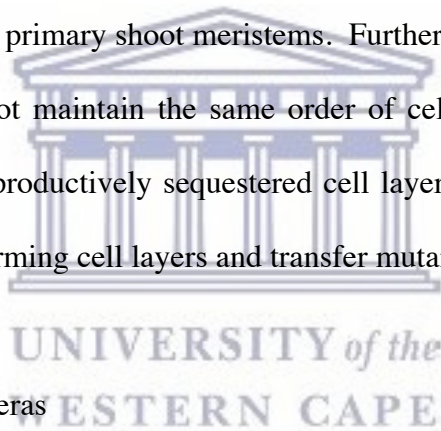 primary shoot meristems. Further
ot maintain the same order of cel
productively sequestered cell layer
rming cell layers and transfer muta
UNIVERSITY of the
eras
WESTERN CAPE